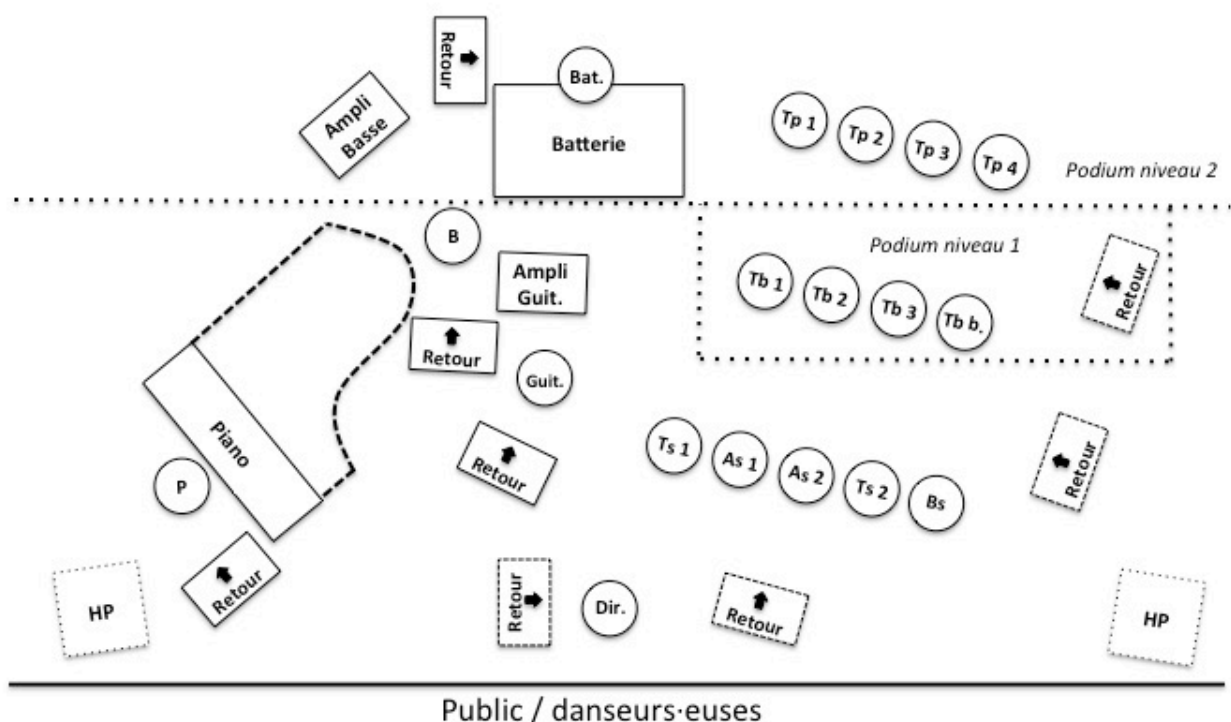 Retour
Bat.
Ampli
Basse
Batterie
Tp 1
Tp 2
Tp 3
Tp 4
Podium niveau 2
B
Ampli
Guit.
Podium niveau 1
Tb 1
Tb 2
Tb 3
Tb b.
Retour
Retour
Guit.
Piano
P
Retour
Ts 1
As 1
As 2
Ts 2
Bs
Retour
HP
Retour
Retour
Dir.
Retour
HP
Public / danseurs·euses